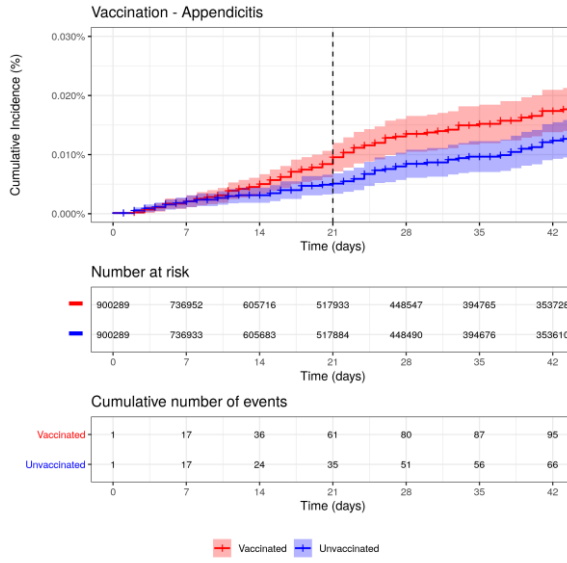 Vaccination - Appendicitis
Cumulative Incidence (%)
0.030%
0.020%
0.010%
0.000%
0 7 14 21 28 35 42
Time (days)
Number at risk
900289 736952 605716 517933 448547 394765 353728
900289 736933 605683 517884 448490 394676 353610
0 7 14 21 28 35 42
Time (days)
Cumulative number of events
Vaccinated 1 17 36 61 80 87 95
Unvaccinated 1 17 24 35 51 56 66
0 7 14 21 28 35 42
Time (days)
Vaccinated Unvaccinated